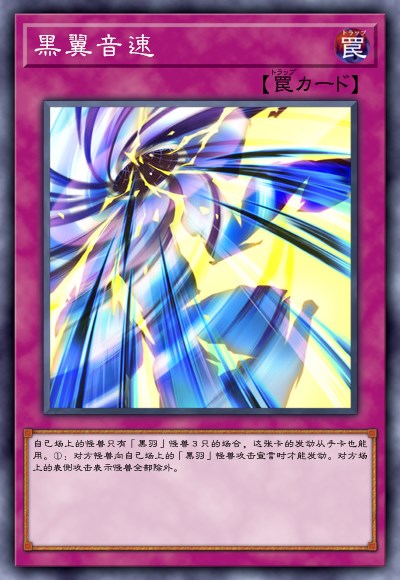 黑翼音速
トラップ
罠
トラップ
【罠カード】
自己场上的怪兽只有「黑羽」怪兽３只的场合，这张卡的发动从手卡也能
用。①：对方怪兽向自己场上的「黑羽」怪兽攻击宣言时才能发动。对方场
上的表侧攻击表示怪兽全部除外。